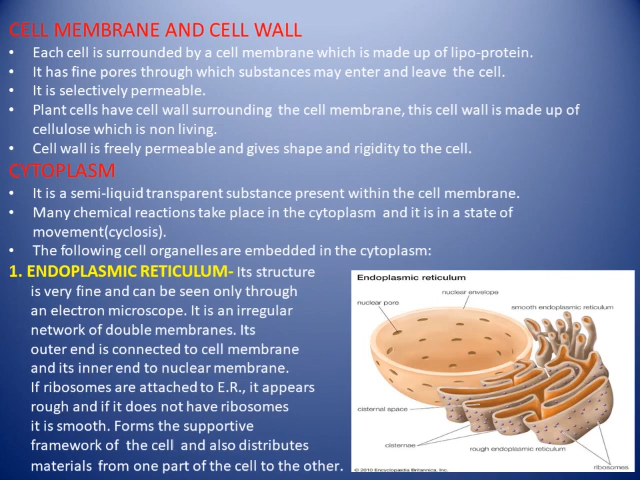 CELL MEMBRANE AND CELL WALL
• Each cell is surrounded by a cell membrane which is made up of lipo-protein.
• It has fine pores through which substances may enter and leave the cell.
• It is selectively permeable.
• Plant cells have cell wall surrounding the cell membrane, this cell wall is made up of
cellulose which is non living.
• Cell wall is freely permeable and gives shape and rigidity to the cell.
CYTOPLASM
• It is a semi-liquid transparent substance present within the cell membrane.
• Many chemical reactions take place in the cytoplasm and it is in a state of
movement(cyclosis).
• The following cell organelles are embedded in the cytoplasm:
1. ENDOPLASMIC RETICULUM- Its structure
is very fine and can be seen only through
an electron microscope. It is an irregular
network of double membranes. Its
outer end is connected to cell membrane
and its inner end to nuclear membrane.
If ribosomes are attached to E.R., it appears
rough and if it does not have ribosomes
it is smooth. Forms the supportive
framework of the cell and also distributes
materials from one part of the cell to the other.
Endoplasmic reticulum
nuclear envelope
nuclear pore
smooth endoplasmic reticulum
cisternal space
cisternae
rough endoplasmic reticulum
ribosomes
© 2010 Encyclopædia Britannica, Inc.